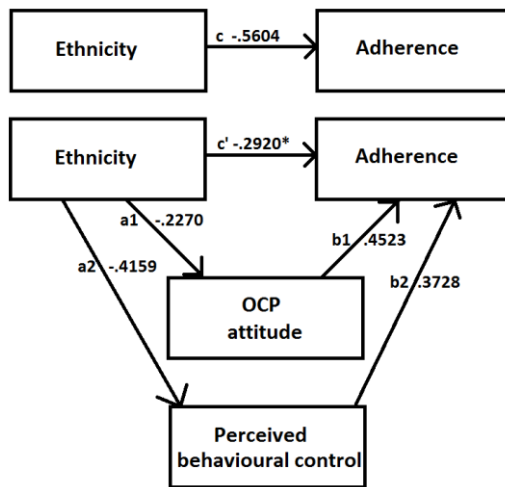 Ethnicity
c -.5604
Adherence
Ethnicity
c' -.2920*
Adherence
a1 -.2270
b1 .4523
a2 -.4159
b2 .3728
OCP
attitude
Perceived
behavioural control